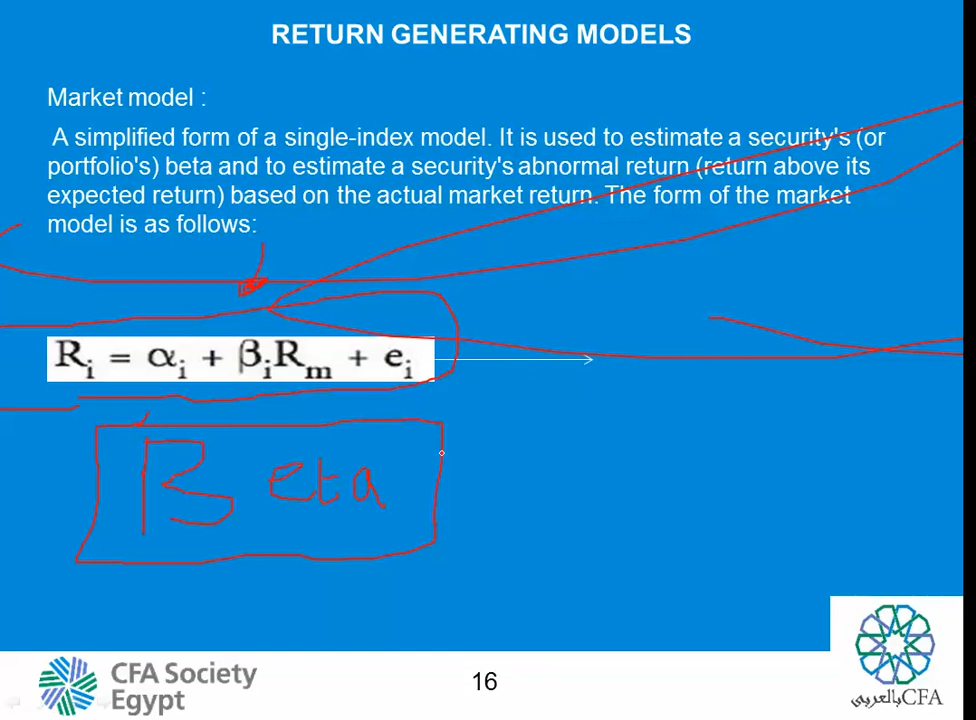 RETURN GENERATING MODELS
Market model :
A simplified form of a single-index model. It is used to estimate a security's (or
portfolio's) beta and to estimate a security's abnormal return (return above its
expected return) based on the actual market return. The form of the market
model is as follows:
Rᵢ = αᵢ + βᵢRₘ + eᵢ
Beta
CFA Society
Egypt
16
CFA بالعربي